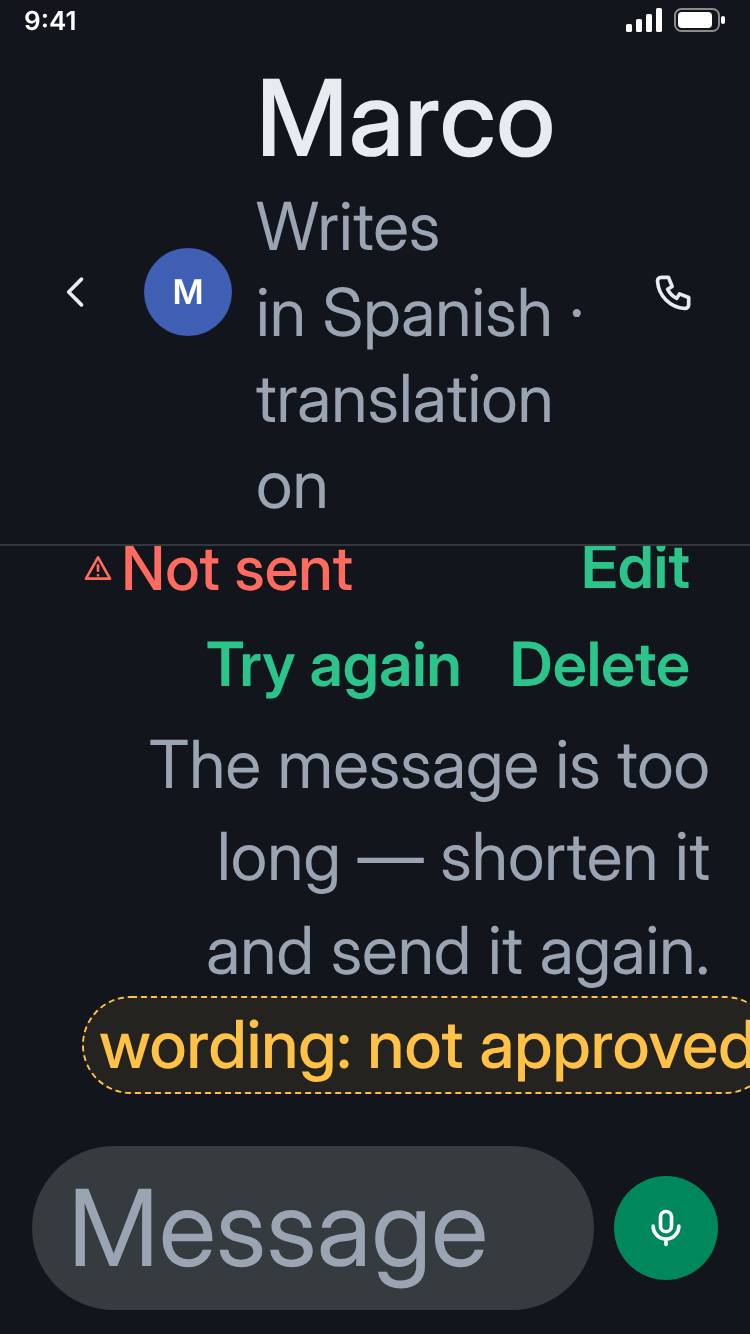 9:41
Marco
M
Writes
in Spanish ·
translation
on
Not sent Edit
Try again Delete
The message is too
long — shorten it
and send it again.
wording: not approved
Message